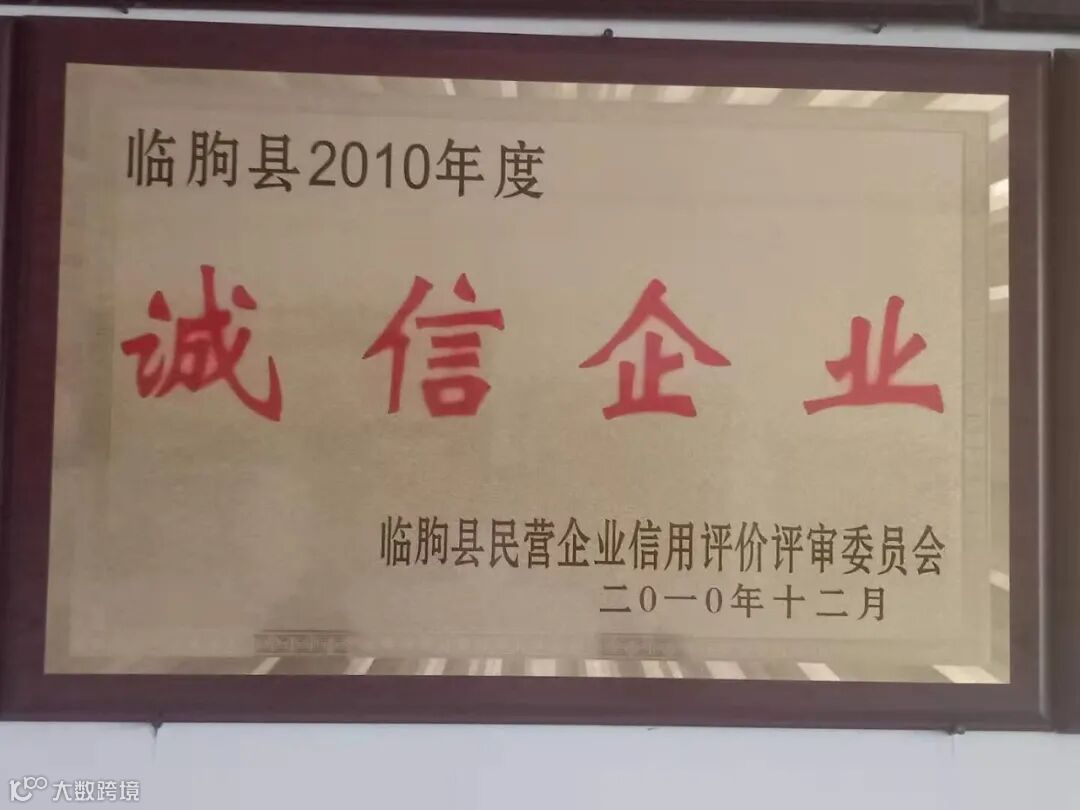 临朐县2010年度
诚信企业
临朐县民营企业信用评价评审委员会
二0一0年十二月
大数跨境